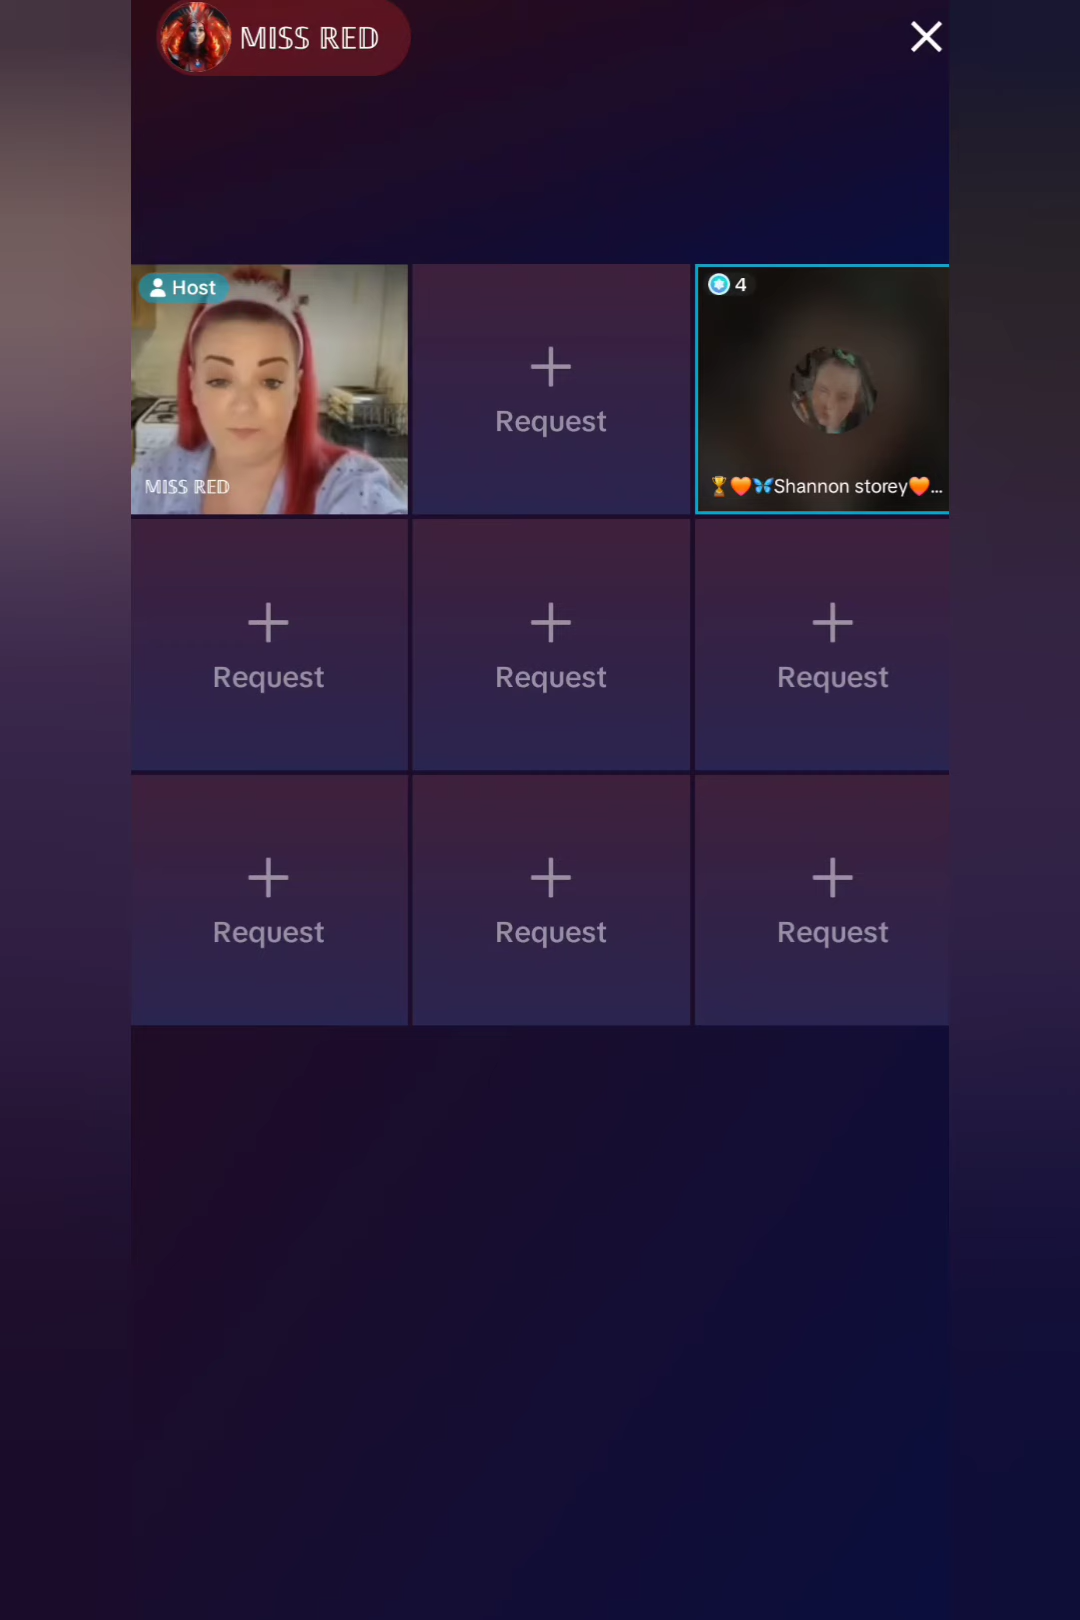 𝕄𝕀𝕊𝕊 ℝ𝔼𝔻
Host
4
Request
𝕄𝕀𝕊𝕊 ℝ𝔼𝔻
🏆🧡🦋Shannon storey🧡...
Request
Request
Request
Request
Request
Request